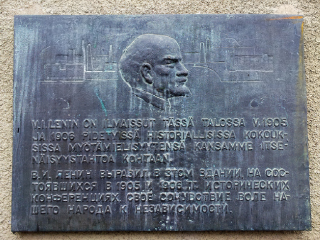 V.I. LENIN ON ILMAISSUT TÄSSÄ TALOSSA V. 1905
JA 1906 PIDETYISSÄ HISTORIALLISISSA KOKOUK-
SISSA MYÖTÄMIELISYYTENSÄ KANSAMME ITSE-
NÄISYYSTAHTOA KOHTAAN.
В. И. ЛЕНИН ВЫРАЗИЛ В ЭТОМ ЗДАНИИ, НА СОС-
ТОЯВШИХСЯ В 1905 И 1906 Г.Г. ИСТОРИЧЕСКИХ
КОНФЕРЕНЦИЯХ, СВОЕ СОЧУВСТВИЕ ВОЛЕ НА-
ШЕГО НАРОДА К НЕЗАВИСИМОСТИ.